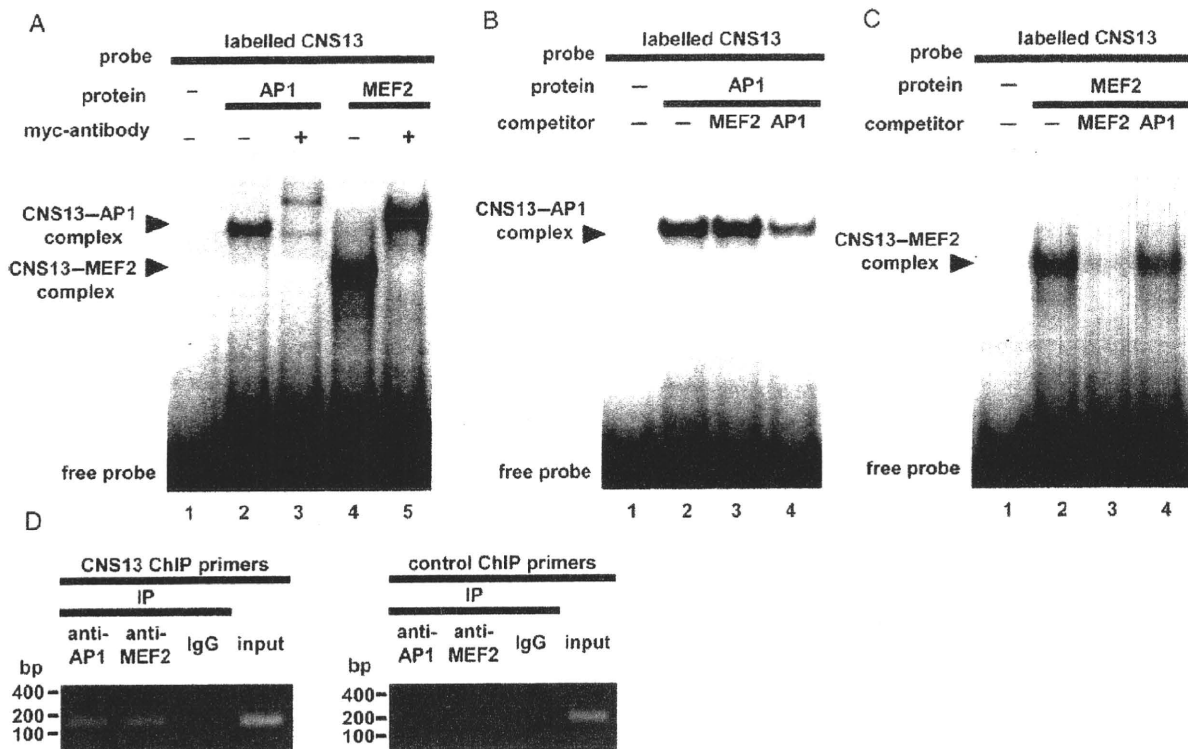 A
labelled CNS13
probe
protein – AP1 MEF2
myc-antibody – – + – +
CNS13–AP1
complex
CNS13–MEF2
complex
free probe
1 2 3 4 5
B
labelled CNS13
probe
protein – AP1
competitor – – MEF2 AP1
CNS13–AP1
complex
free probe
1 2 3 4
C
labelled CNS13
probe
protein – MEF2
competitor – – MEF2 AP1
CNS13–MEF2
complex
free probe
1 2 3 4
D
CNS13 ChIP primers
IP
anti-
AP1
anti-
MEF2
IgG
input
bp
400
200
100
control ChIP primers
IP
anti-
AP1
anti-
MEF2
IgG
input
bp
400
200
100